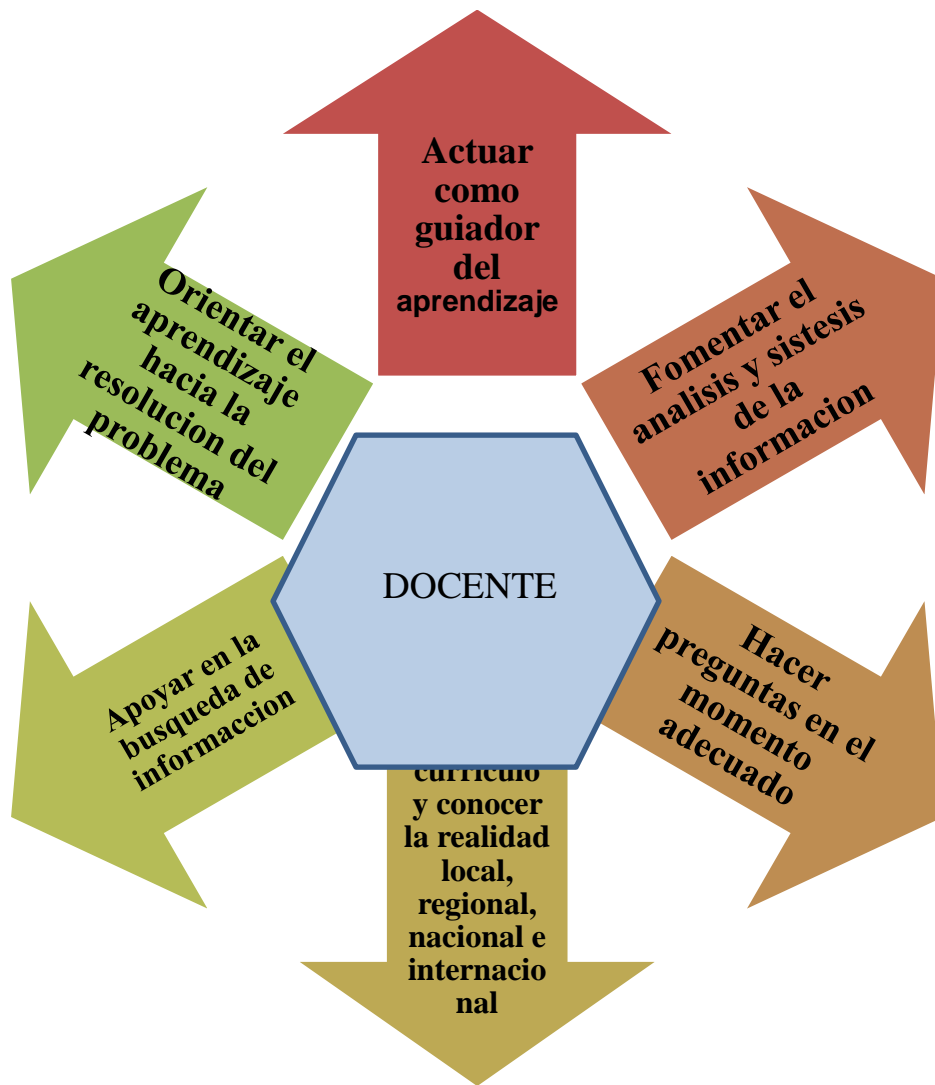 Actuar
como
guiador
del
aprendizaje
Fomentar el
analisis y sistesis
de la
informacion
Hacer
preguntas en el
momento
adecuado
curriculo
y conocer
la realidad
local,
regional,
nacional e
internacio
nal
Apoyar en la
busqueda de
informaccion
Orientar el
aprendizaje
hacia la
resolucion del
problema
DOCENTE